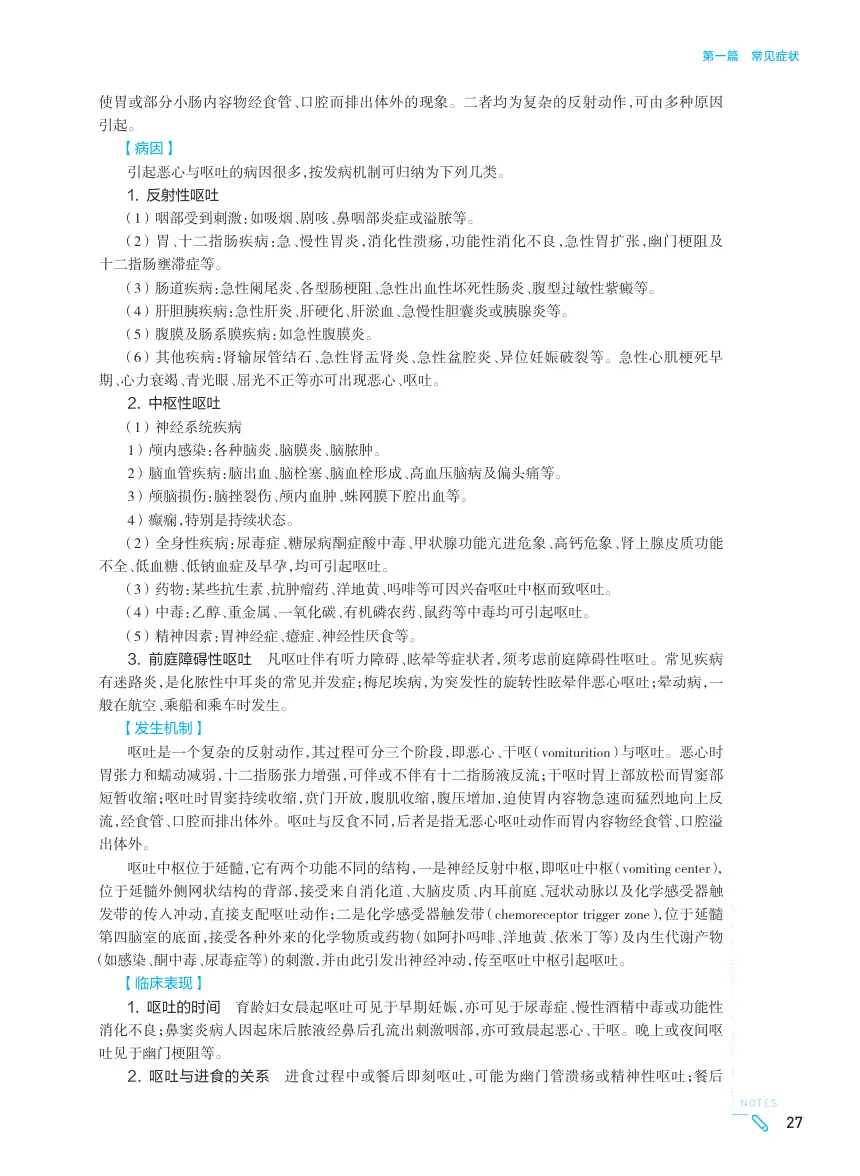 第一篇 常见症状
使胃或部分小肠内容物经食管、口腔而排出体外的现象。二者均为复杂的反射动作,可由多种原因
引起。
【病因】
引起恶心与呕吐的病因很多,按发病机制可归纳为下列几类。
1. 反射性呕吐
(1)咽部受到刺激:如吸烟、剧咳、鼻咽部炎症或溢脓等。
(2)胃、十二指肠疾病:急、慢性胃炎,消化性溃疡,功能性消化不良,急性胃扩张,幽门梗阻及
十二指肠壅滞症等。
(3)肠道疾病:急性阑尾炎、各型肠梗阻、急性出血性坏死性肠炎、腹型过敏性紫癜等。
(4)肝胆胰疾病:急性肝炎、肝硬化、肝淤血、急慢性胆囊炎或胰腺炎等。
(5)腹膜及肠系膜疾病:如急性腹膜炎。
(6)其他疾病:肾输尿管结石、急性肾盂肾炎、急性盆腔炎、异位妊娠破裂等。急性心肌梗死早
期、心力衰竭、青光眼、屈光不正等亦可出现恶心、呕吐。
2. 中枢性呕吐
(1)神经系统疾病
1)颅内感染:各种脑炎、脑膜炎、脑脓肿。
2)脑血管疾病:脑出血、脑栓塞、脑血栓形成、高血压脑病及偏头痛等。
3)颅脑损伤:脑挫裂伤、颅内血肿、蛛网膜下腔出血等。
4)癫痫,特别是持续状态。
(2)全身性疾病:尿毒症、糖尿病酮症酸中毒、甲状腺功能亢进危象、高钙危象、肾上腺皮质功能
不全、低血糖、低钠血症及早孕,均可引起呕吐。
(3)药物:某些抗生素、抗肿瘤药、洋地黄、吗啡等可因兴奋呕吐中枢而致呕吐。
(4)中毒:乙醇、重金属、一氧化碳、有机磷农药、鼠药等中毒均可引起呕吐。
(5)精神因素:胃神经症、癔症、神经性厌食等。
3. 前庭障碍性呕吐 凡呕吐伴有听力障碍、眩晕等症状者,须考虑前庭障碍性呕吐。常见疾病
有迷路炎,是化脓性中耳炎的常见并发症;梅尼埃病,为突发性的旋转性眩晕伴恶心呕吐;晕动病,一
般在航空、乘船和乘车时发生。
【发生机制】
呕吐是一个复杂的反射动作,其过程可分三个阶段,即恶心、干呕(vomiturition)与呕吐。恶心时
胃张力和蠕动减弱,十二指肠张力增强,可伴或不伴有十二指肠液反流;干呕时胃上部放松而胃窦部
短暂收缩;呕吐时胃窦持续收缩,贲门开放,腹肌收缩,腹压增加,迫使胃内容物急速而猛烈地向上反
流,经食管、口腔而排出体外。呕吐与反食不同,后者是指无恶心呕吐动作而胃内容物经食管、口腔溢
出体外。
呕吐中枢位于延髓,它有两个功能不同的结构,一是神经反射中枢,即呕吐中枢(vomiting center),
位于延髓外侧网状结构的背部,接受来自消化道、大脑皮质、内耳前庭、冠状动脉以及化学感受器触
发带的传入冲动,直接支配呕吐动作;二是化学感受器触发带(chemoreceptor trigger zone),位于延髓
第四脑室的底面,接受各种外来的化学物质或药物(如阿扑吗啡、洋地黄、依米丁等)及内生代谢产物
(如感染、酮中毒、尿毒症等)的刺激,并由此引发出神经冲动,传至呕吐中枢引起呕吐。
【临床表现】
1. 呕吐的时间 育龄妇女晨起呕吐可见于早期妊娠,亦可见于尿毒症、慢性酒精中毒或功能性
消化不良;鼻窦炎病人因起床后脓液经鼻后孔流出刺激咽部,亦可致晨起恶心、干呕。晚上或夜间呕
吐见于幽门梗阻等。
2. 呕吐与进食的关系 进食过程中或餐后即刻呕吐,可能为幽门管溃疡或精神性呕吐;餐后
NOTES
27